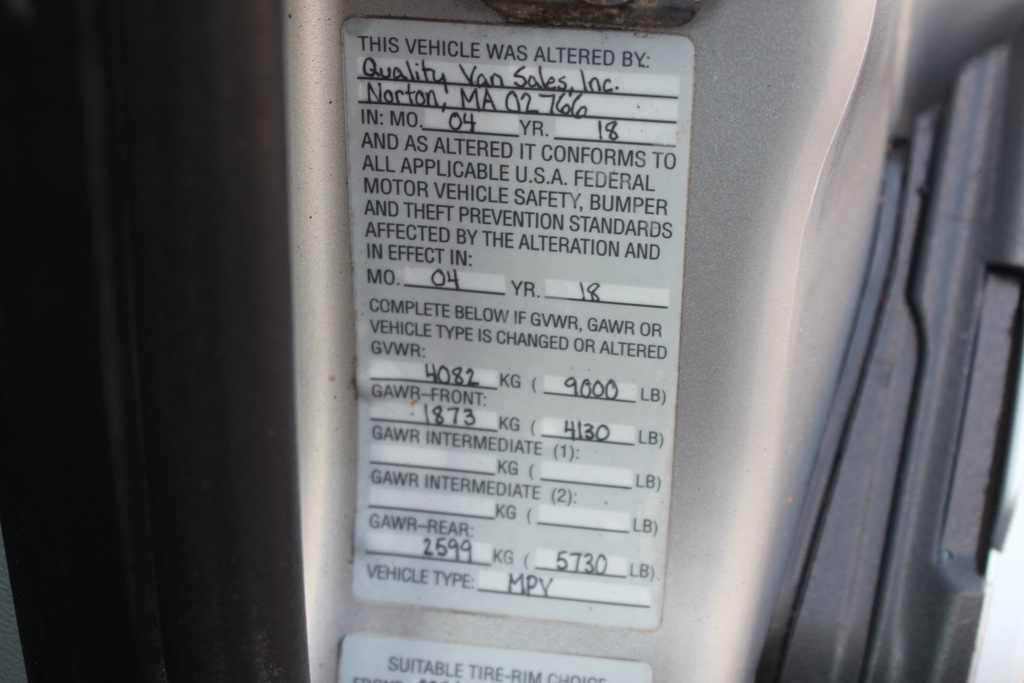 THIS VEHICLE WAS ALTERED BY:
Quality Van Sales, Inc.
Norton, MA 02766
IN: MO. 04 YR. 18
AND AS ALTERED IT CONFORMS TO
ALL APPLICABLE U.S.A. FEDERAL
MOTOR VEHICLE SAFETY, BUMPER
AND THEFT PREVENTION STANDARDS
AFFECTED BY THE ALTERATION AND
IN EFFECT IN:
MO. 04 YR. 18
COMPLETE BELOW IF GVWR, GAWR OR
VEHICLE TYPE IS CHANGED OR ALTERED
GVWR:
4082 KG ( 9000 LB)
GAWR-FRONT:
1873 KG ( 4130 LB)
GAWR INTERMEDIATE (1):
KG ( LB)
GAWR INTERMEDIATE (2):
KG ( LB)
GAWR-REAR:
2599 KG ( 5730 LB)
VEHICLE TYPE: MPV
SUITABLE TIRE-RIM CHOICE